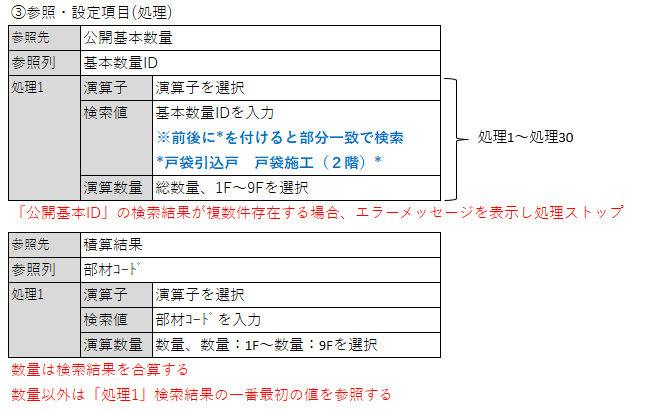 ③参照・設定項目(処理)
参照先 公開基本数量
参照列 基本数量ID
処理1 演算子 演算子を選択
検索値 基本数量IDを入力
※前後に*を付けると部分一致で検索
*戸袋引込戸　戸袋施工（２階）*
演算数量 総数量、1F～9Fを選択
処理1～処理30
「公開基本ID」の検索結果が複数件存在する場合、エラーメッセージを表示し処理ストップ
参照先 積算結果
参照列 部材ｺｰﾄﾞ
処理1 演算子 演算子を選択
検索値 部材ｺｰﾄﾞを入力
演算数量 数量、数量：1F～数量：9Fを選択
数量は検索結果を合算する
数量以外は「処理1」検索結果の一番最初の値を参照する